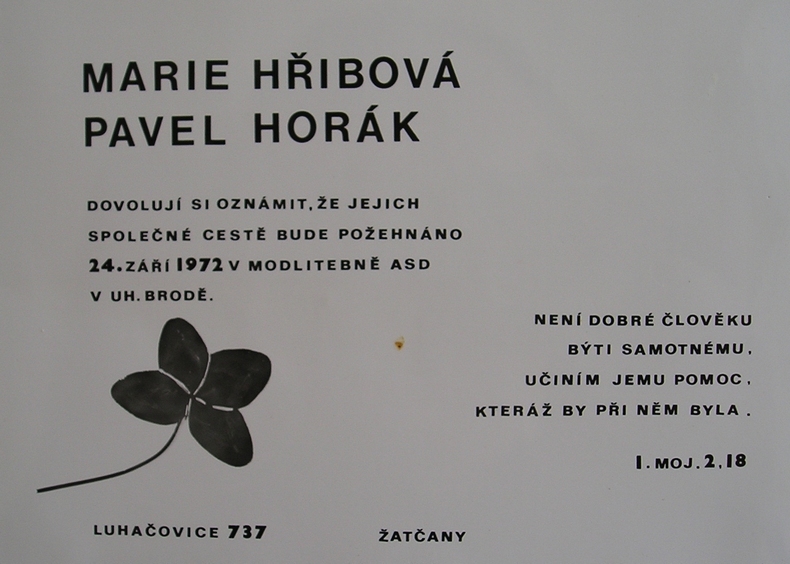 MARIE HŘIBOVÁ
PAVEL HORÁK
DOVOLUJÍ SI OZNÁMIT, ŽE JEJICH
SPOLEČNÉ CESTĚ BUDE POŽEHNÁNO
24. ZÁŘÍ 1972 V MODLITEBNĚ ASD
V UH. BRODĚ.
NENÍ DOBRÉ ČLOVĚKU
BÝTI SAMOTNÉMU,
UČINÍM JEMU POMOC,
KTERÁŽ BY PŘI NĚM BYLA.
1. MOJ. 2,18
LUHAČOVICE 737
ŽATČANY